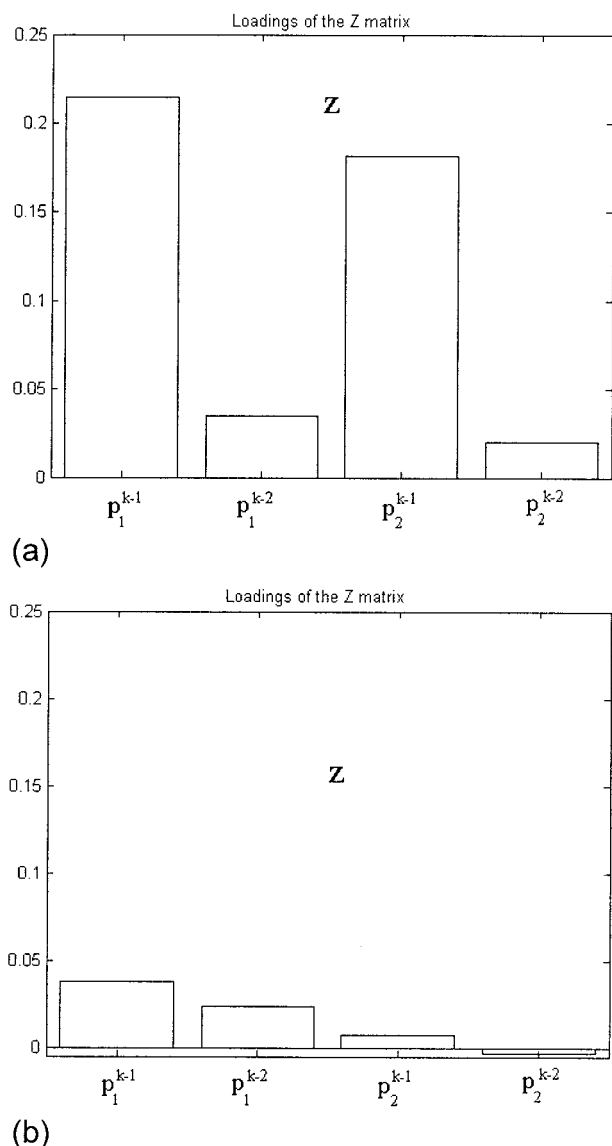 Loadings of the Z matrix
0.25
Z
0.2
0.15
0.1
0.05
0
p₁ᵏ⁻¹ p₁ᵏ⁻² p₂ᵏ⁻¹ p₂ᵏ⁻²
(a)
Loadings of the Z matrix
0.25
0.2
Z
0.15
0.1
0.05
0
p₁ᵏ⁻¹ p₁ᵏ⁻² p₂ᵏ⁻¹ p₂ᵏ⁻²
(b)